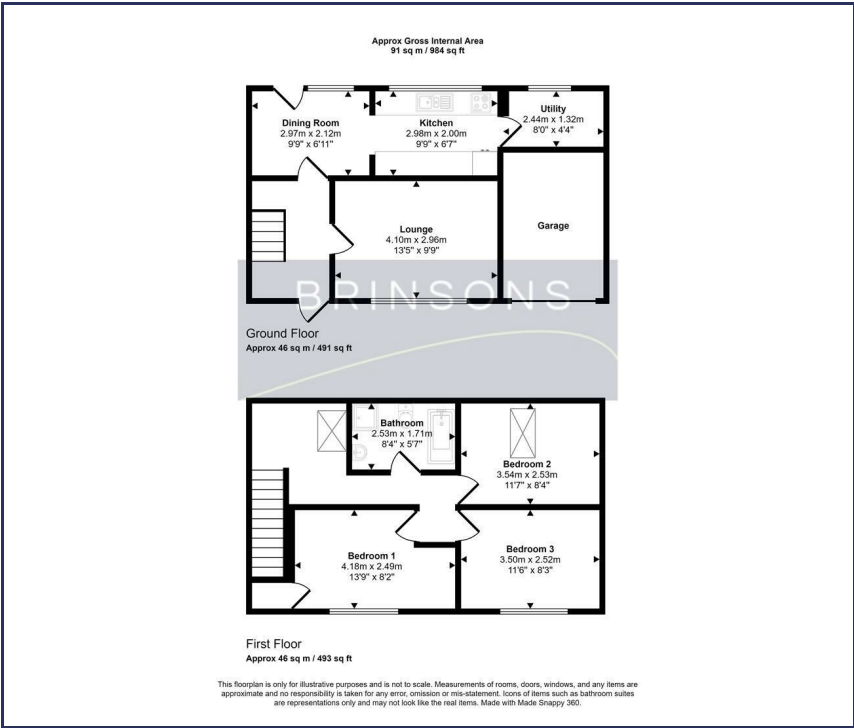 Approx Gross Internal Area
91 sq m / 984 sq ft
Dining Room
2.97m x 2.12m
9'9" x 6'11"
Kitchen
2.98m x 2.00m
9'9" x 6'7"
Utility
2.44m x 1.32m
8'0" x 4'4"
Lounge
4.10m x 2.96m
13'5" x 9'9"
Garage
BRINSONS
Ground Floor
Approx 46 sq m / 491 sq ft
Bathroom
2.53m x 1.71m
8'4" x 5'7"
Bedroom 2
3.54m x 2.53m
11'7" x 8'4"
Bedroom 1
4.18m x 2.49m
13'9" x 8'2"
Bedroom 3
3.50m x 2.52m
11'6" x 8'3"
First Floor
Approx 46 sq m / 493 sq ft
This floorplan is only for illustrative purposes and is not to scale. Measurements of rooms, doors, windows, and any items are
approximate and no responsibility is taken for any error, omission or mis-statement. Icons of items such as bathroom suites
are representations only and may not look like the real items. Made with Made Snappy 360.